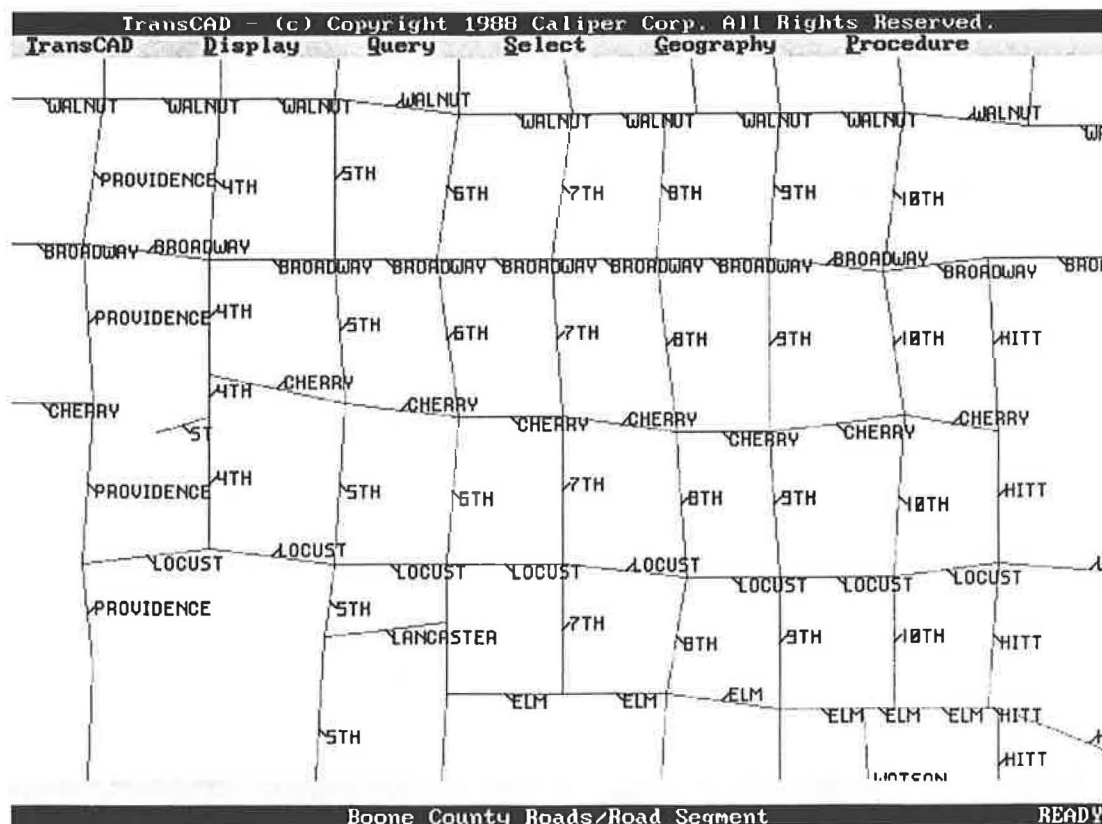 TransCAD - (c) Copyright 1988 Caliper Corp. All Rights Reserved.
TransCAD Display Query Select Geography Procedure
WALNUT WALNUT WALNUT WALNUT WALNUT WALNUT WALNUT WALNUT WALNUT WA
PROVIDENCE 4TH 5TH 6TH 7TH 8TH 9TH 10TH
BROADWAY BROADWAY BROADWAY BROADWAY BROADWAY BROADWAY BROADWAY BROADWAY BROADWAY BROA
PROVIDENCE 4TH 5TH 6TH 7TH 8TH 9TH 10TH HITT
CHERRY 4TH CHERRY CHERRY CHERRY CHERRY CHERRY CHERRY CHERRY
ST
PROVIDENCE 4TH 5TH 6TH 7TH 8TH 9TH 10TH HITT
LOCUST LOCUST LOCUST LOCUST LOCUST LOCUST LOCUST LOCUST L
PROVIDENCE 5TH LANCASTER 7TH 8TH 9TH 10TH HITT
ELM ELM ELM ELM ELM ELM HITT
5TH HITT
WATSON
Boone County Roads/Road Segment READY